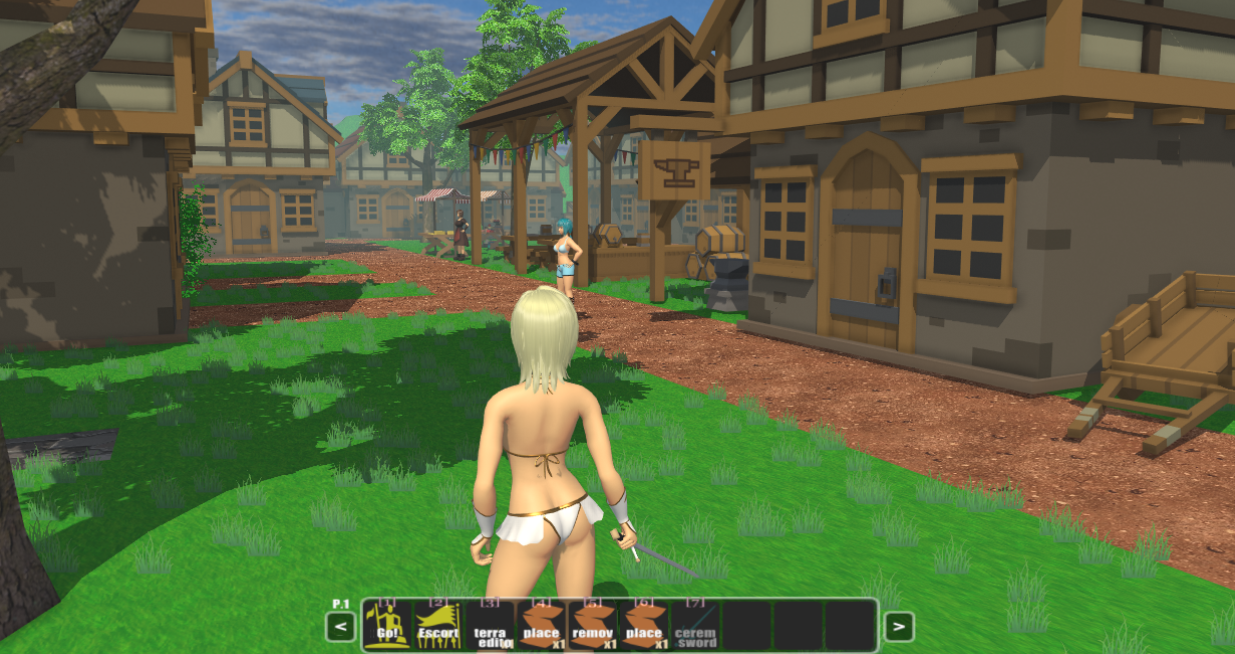 P.1
[1] [2] [3] [4] [5] [6] [7]
< Go! Escort terra place remov place cerem >
edito x1 x1 x1 sword